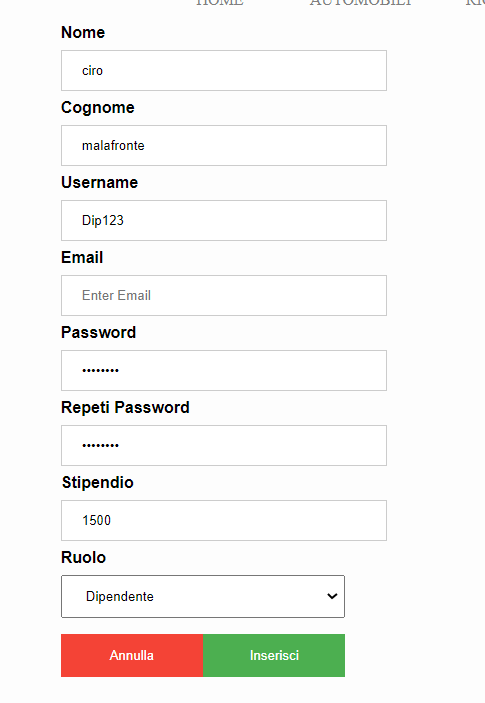 HOME AUTOMOBILI
Nome
ciro
Cognome
malafronte
Username
Dip123
Email
Enter Email
Password
••••••••
Repeti Password
••••••••
Stipendio
1500
Ruolo
Dipendente
Annulla Inserisci